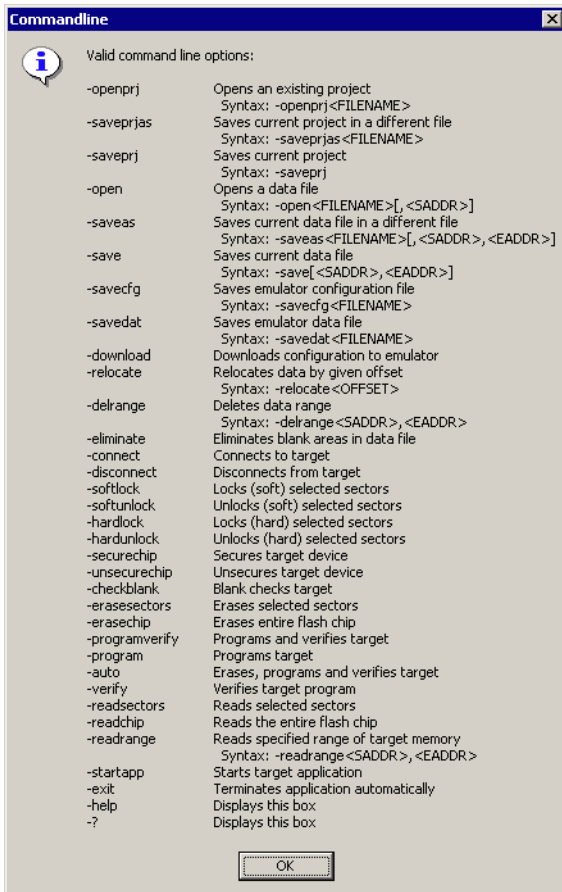 Commandline
Valid command line options:
-openprj Opens an existing project
Syntax: -openprj<FILENAME>
-saveprjas Saves current project in a different file
Syntax: -saveprjas<FILENAME>
-saveprj Saves current project
Syntax: -saveprj
-open Opens a data file
Syntax: -open<FILENAME>[,<SADDR>]
-saveas Saves current data file in a different file
Syntax: -saveas<FILENAME>[,<SADDR>,<EADDR>]
-save Saves current data file
Syntax: -save[<SADDR>,<EADDR>]
-savecfg Saves emulator configuration file
Syntax: -savecfg<FILENAME>
-savedat Saves emulator data file
Syntax: -savedat<FILENAME>
-download Downloads configuration to emulator
-relocate Relocates data by given offset
Syntax: -relocate<OFFSET>
-delrange Deletes data range
Syntax: -delrange<SADDR>,<EADDR>
-eliminate Eliminates blank areas in data file
-connect Connects to target
-disconnect Disconnects from target
-softlock Locks (soft) selected sectors
-softunlock Unlocks (soft) selected sectors
-hardlock Locks (hard) selected sectors
-hardunlock Unlocks (hard) selected sectors
-securechip Secures target device
-unsecurechip Unsecures target device
-checkblank Blank checks target
-erasesectors Erases selected sectors
-erasechip Erases entire flash chip
-programverify Programs and verifies target
-program Programs target
-auto Erases, programs and verifies target
-verify Verifies target program
-readsectors Reads selected sectors
-readchip Reads the entire flash chip
-readrange Reads specified range of target memory
Syntax: -readrange<SADDR>,<EADDR>
-startapp Starts target application
-exit Terminates application automatically
-help Displays this box
-? Displays this box
OK